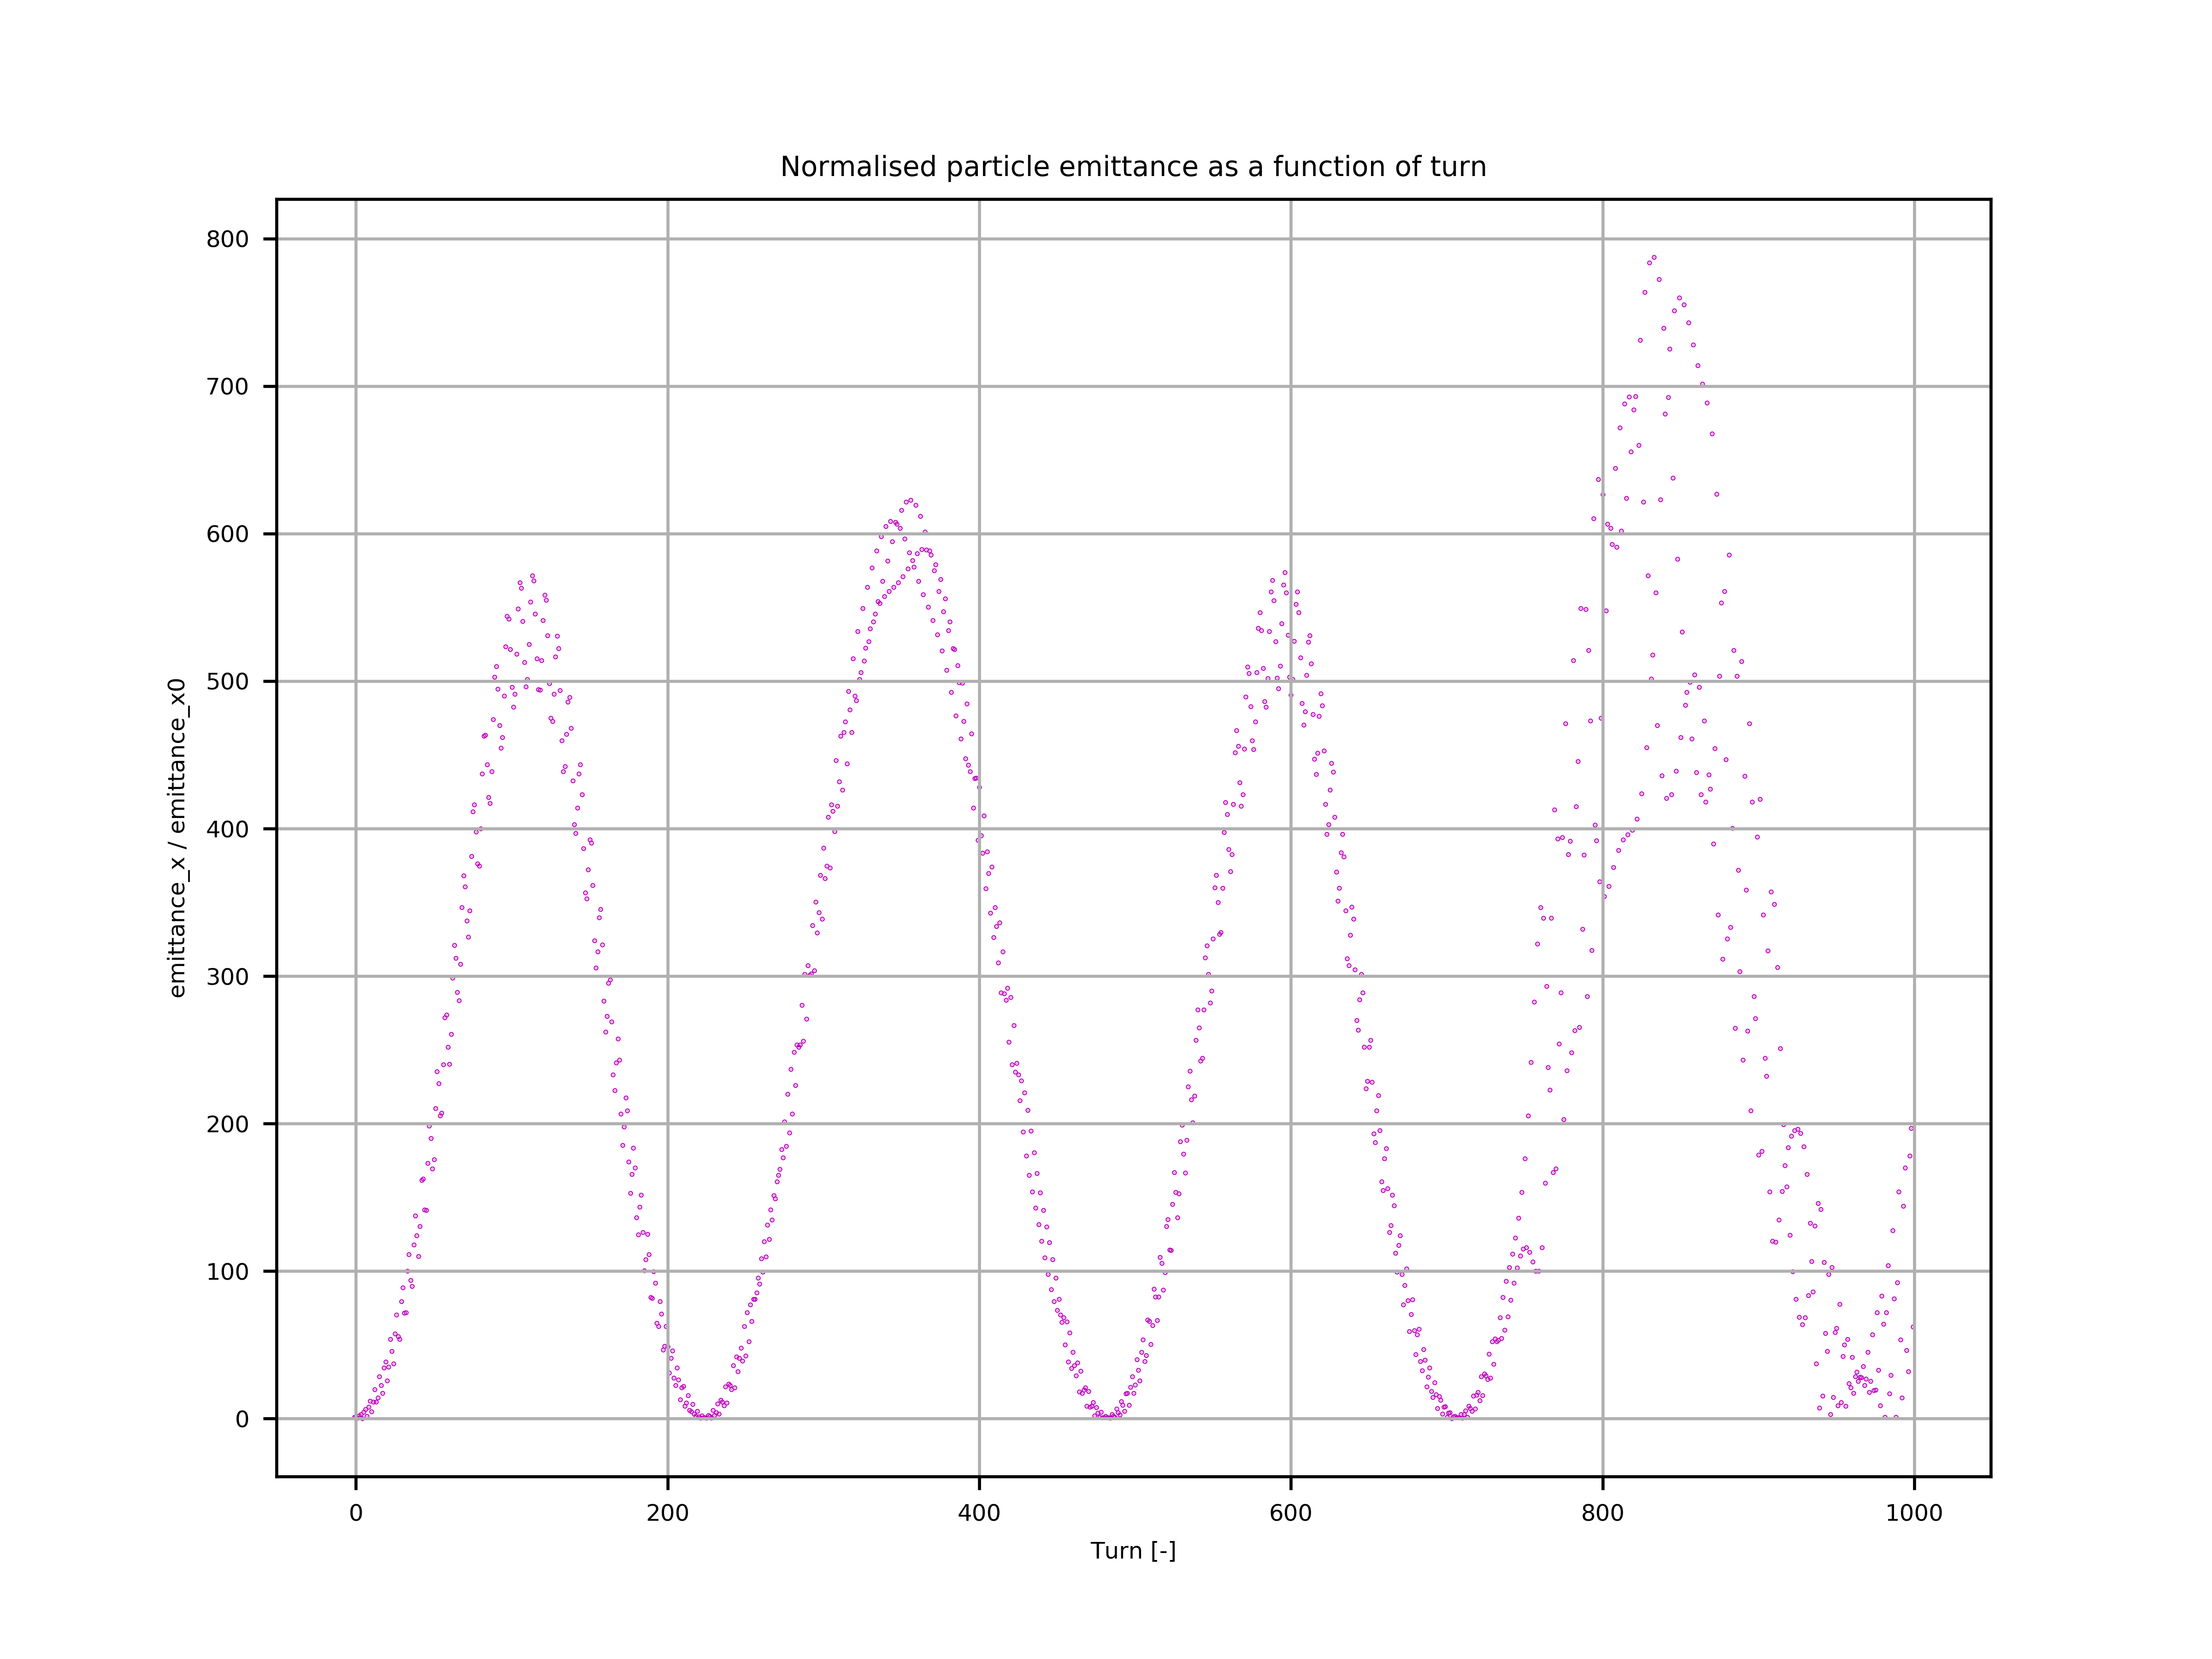 Normalised particle emittance as a function of turn
800
700
600
500
400
300
200
100
0
emittance_x / emittance_x0
0 200 400 600 800 1000
Turn [-]